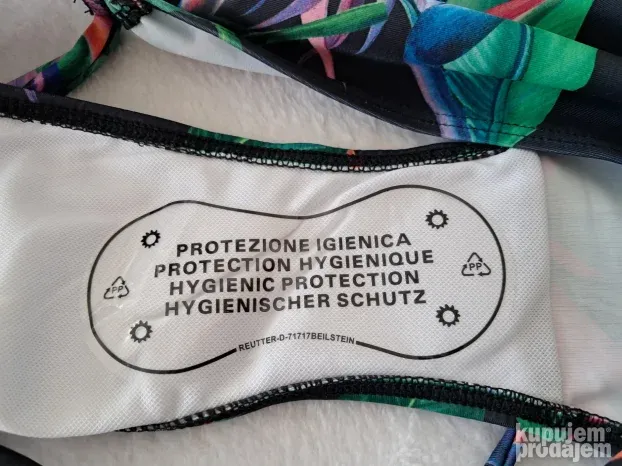 PROTEZIONE IGIENICA
PROTECTION HYGIENIQUE
HYGIENIC PROTECTION
HYGIENISCHER SCHUTZ
PP
PP
REUTTER-D-71717BEILSTEIN
kupujem
prodajem